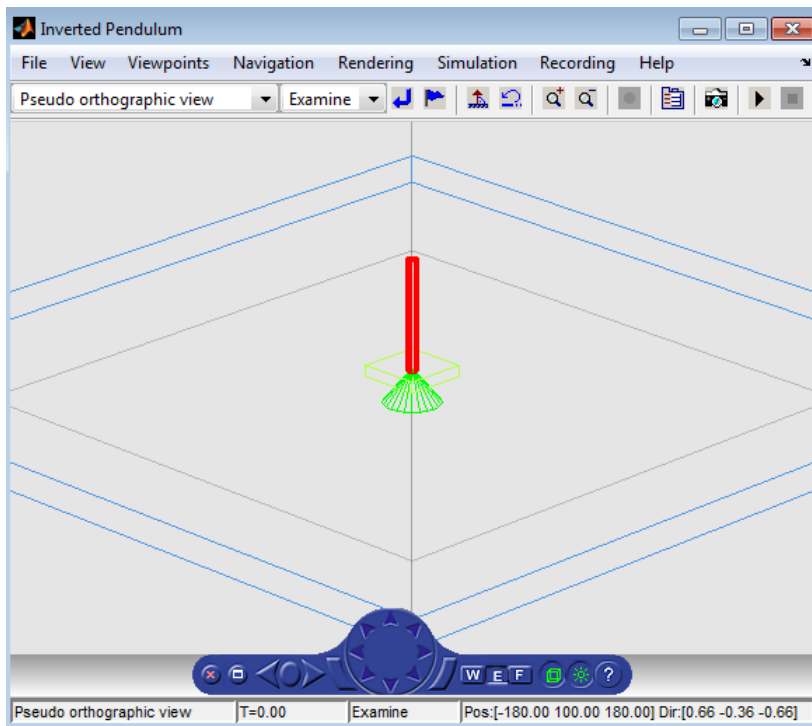 Inverted Pendulum
File View Viewpoints Navigation Rendering Simulation Recording Help
Pseudo orthographic view Examine
W E F ?
Pseudo orthographic view T=0.00 Examine Pos:[-180.00 100.00 180.00] Dir:[0.66 -0.36 -0.66]